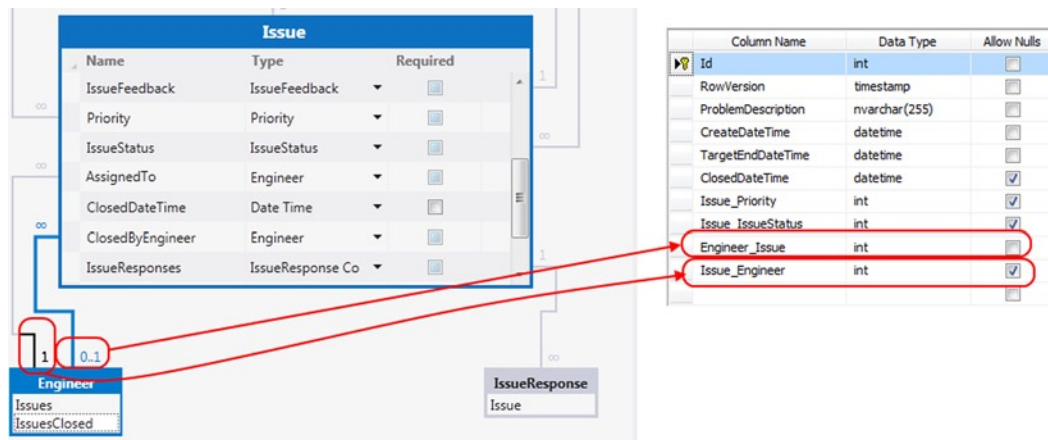 Issue
Name Type Required
IssueFeedback IssueFeedback
Priority Priority
IssueStatus IssueStatus
AssignedTo Engineer
ClosedDateTime Date Time
ClosedByEngineer Engineer
IssueResponses IssueResponse Co
∞
∞
∞
1
∞
1
∞
1 0..1
Engineer
Issues
IssuesClosed
IssueResponse
Issue
Column Name Data Type Allow Nulls
Id int
RowVersion timestamp
ProblemDescription nvarchar(255)
CreateDateTime datetime
TargetEndDateTime datetime
ClosedDateTime datetime
Issue_Priority int
Issue_IssueStatus int
Engineer_Issue int
Issue_Engineer int